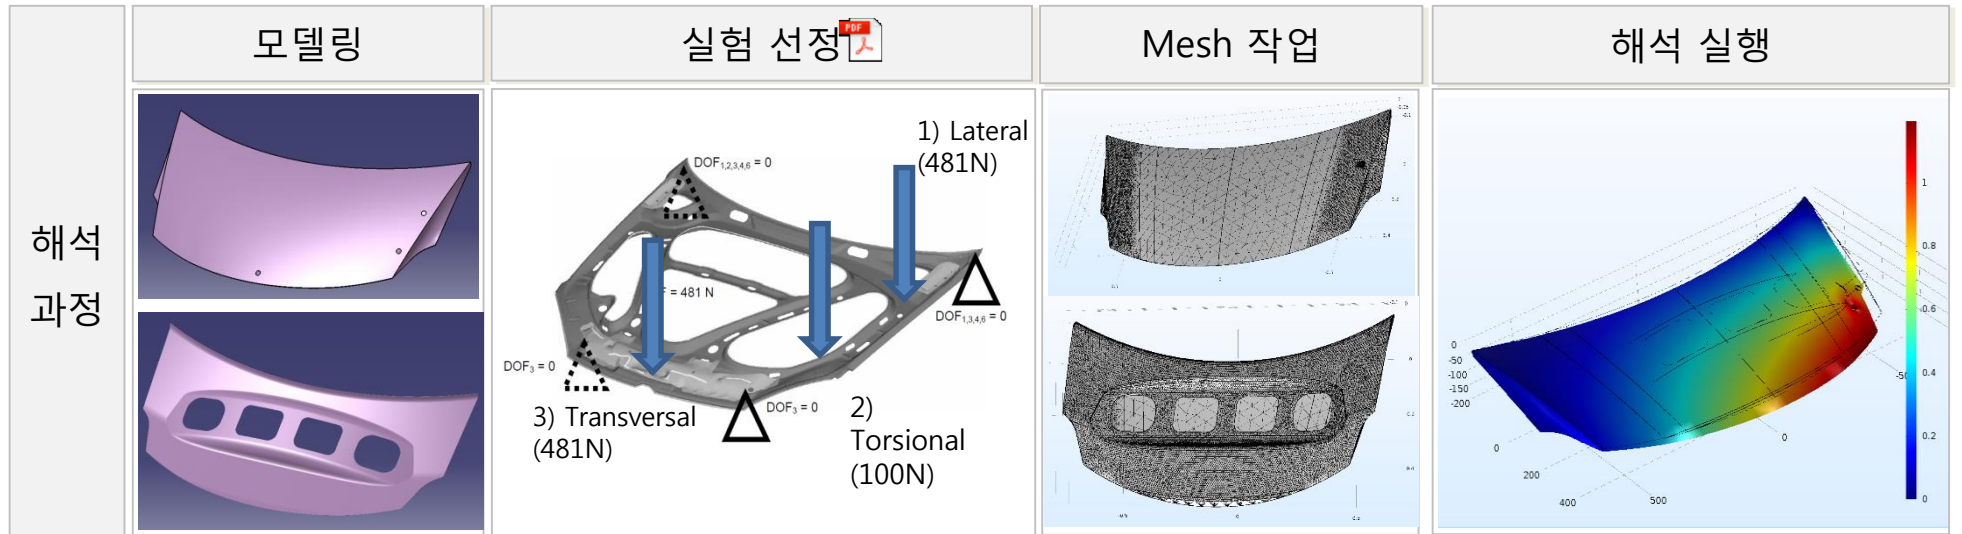 모델링
실험 선정
PDF
Mesh 작업
해석 실행
해석
과정
1) Lateral
(481N)
DOF1,2,3,4,6 = 0
= 481 N
DOF1,3,4,6 = 0
DOF3 = 0
DOF3 = 0
3) Transversal
(481N)
2)
Torsional
(100N)
1
0.8
0.6
0.4
0.2
0
0
-50
-100
-150
-200
0
200
400
500
0